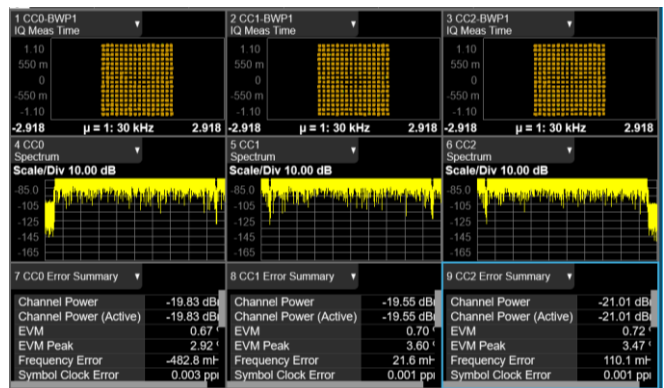 1 CC0-BWP1
IQ Meas Time
1.10
550 m
0
-550 m
-1.10
-2.918 µ = 1: 30 kHz 2.918
2 CC1-BWP1
IQ Meas Time
1.10
550 m
0
-550 m
-1.10
-2.918 µ = 1: 30 kHz 2.918
3 CC2-BWP1
IQ Meas Time
1.10
550 m
0
-550 m
-1.10
-2.918 µ = 1: 30 kHz 2.918
4 CC0
Spectrum
Scale/Div 10.00 dB
-85.0
-105
-125
-145
-165
5 CC1
Spectrum
Scale/Div 10.00 dB
-85.0
-105
-125
-145
-165
6 CC2
Spectrum
Scale/Div 10.00 dB
-85.0
-105
-125
-145
-165
7 CC0 Error Summary
Channel Power -19.83 dB
Channel Power (Active) -19.83 dB
EVM 0.67
EVM Peak 2.92
Frequency Error -482.8 m
Symbol Clock Error 0.003 pp
8 CC1 Error Summary
Channel Power -19.55 dB
Channel Power (Active) -19.55 dB
EVM 0.70
EVM Peak 3.60
Frequency Error 21.6 m
Symbol Clock Error 0.001 pp
9 CC2 Error Summary
Channel Power -21.01 dB
Channel Power (Active) -21.01 dB
EVM 0.72
EVM Peak 3.47
Frequency Error 110.1 m
Symbol Clock Error 0.001 pp